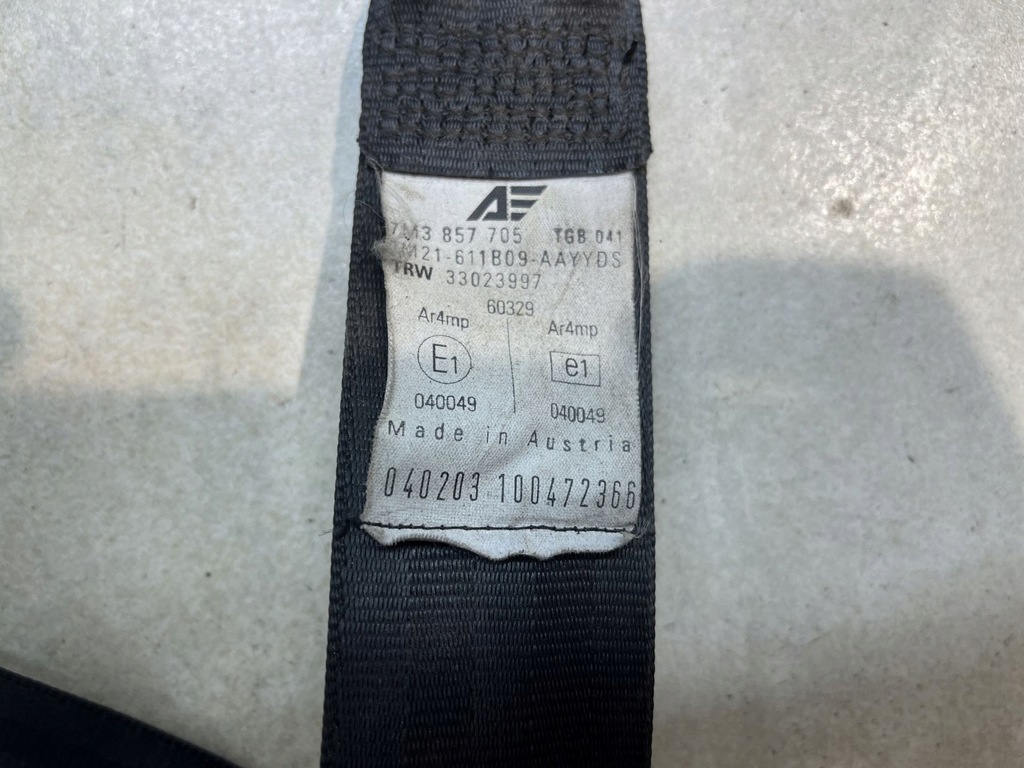 AE
7M3 857 705 TGB 041
M21-611B09-AAYYDS
TRW 33023997
60329
Ar4mp Ar4mp
E1 e1
040049 040049
Made in Austria
040203 100472366